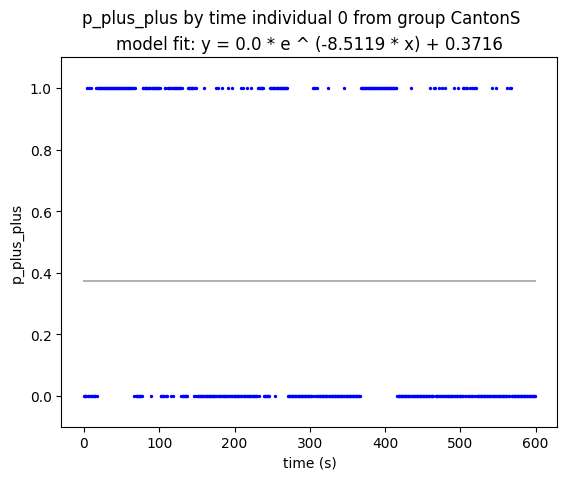 p_plus_plus by time individual 0 from group CantonS
model fit: y = 0.0 * e ^ (-8.5119 * x) + 0.3716
1.0
0.8
0.6
0.4
0.2
0.0
p_plus_plus
0 100 200 300 400 500 600
time (s)